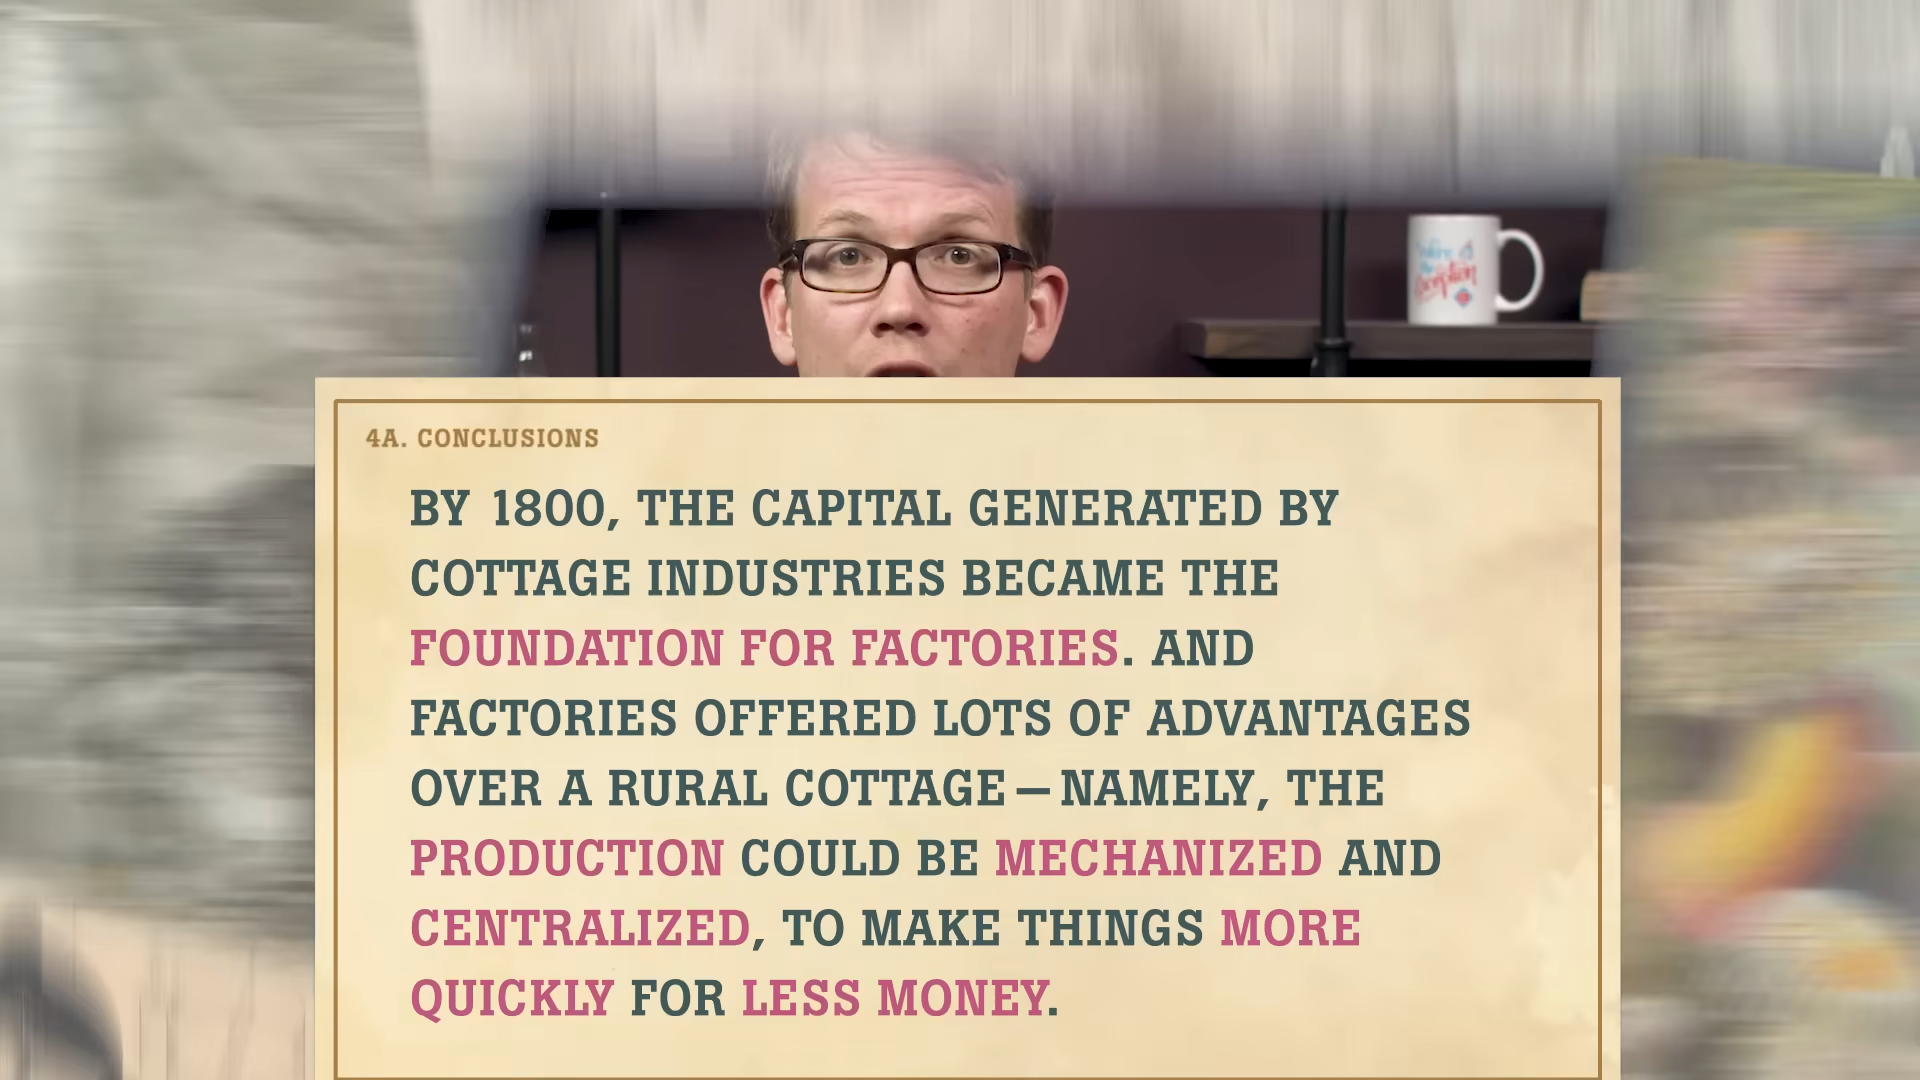 4A. CONCLUSIONS
BY 1800, THE CAPITAL GENERATED BY
COTTAGE INDUSTRIES BECAME THE
FOUNDATION FOR FACTORIES. AND
FACTORIES OFFERED LOTS OF ADVANTAGES
OVER A RURAL COTTAGE—NAMELY, THE
PRODUCTION COULD BE MECHANIZED AND
CENTRALIZED, TO MAKE THINGS MORE
QUICKLY FOR LESS MONEY.